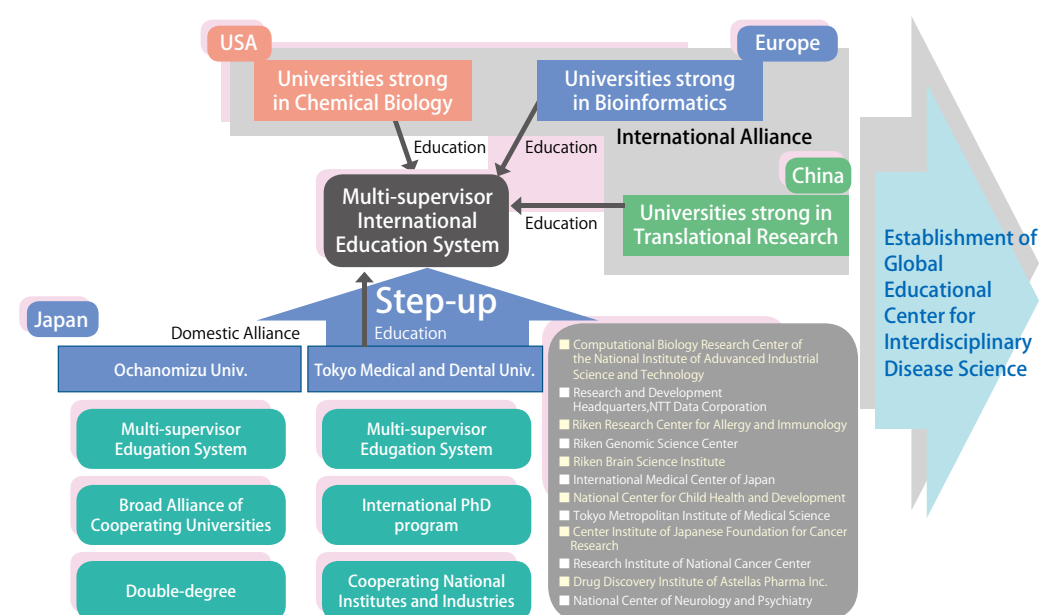 USA
Europe
Universities strong
in Chemical Biology
Universities strong
in Bioinformatics
International Alliance
Education
Education
China
Multi-supervisor
International
Education System
Universities strong in
Translational Research
Education
Establishment of
Global
Educational
Center for
Interdisciplinary
Disease Science
Step-up
Japan
Domestic Alliance
Education
Ochanomizu Univ.
Tokyo Medical and Dental Univ.
Multi-supervisor
Edugation System
Broad Alliance of
Cooperating Universities
Double-degree
Multi-supervisor
Edugation System
International PhD
program
Cooperating National
Institutes and Industries
Computational Biology Research Center of
the National Institute of Aduvanced Industrial
Science and Technology
Research and Development
Headquarters,NTT Data Corporation
Riken Research Center for Allergy and Immunology
Riken Genomic Science Center
Riken Brain Science Institute
International Medical Center of Japan
National Center for Child Health and Development
Tokyo Metropolitan Institute of Medical Science
Center Institute of Japanese Foundation for Cancer
Research
Research Institute of National Cancer Center
Drug Discovery Institute of Astellas Pharma Inc.
National Center of Neurology and Psychiatry